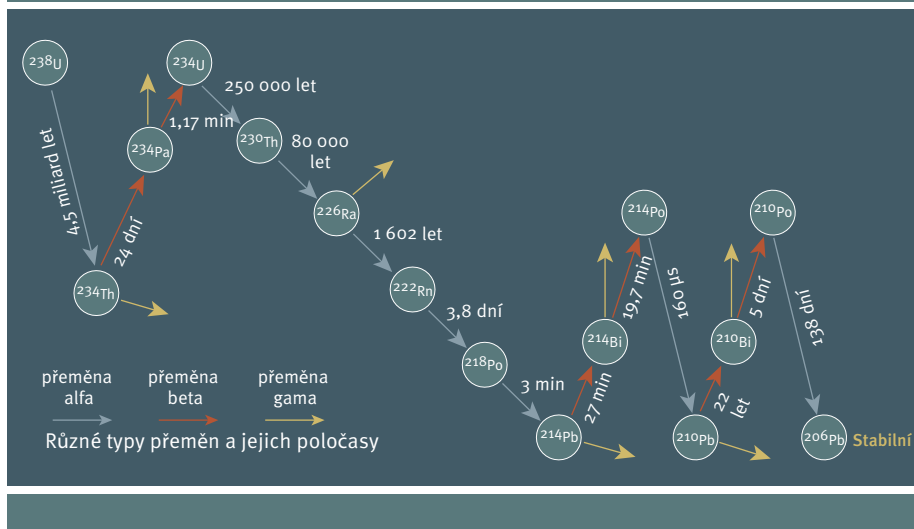 ²³⁸U
²³⁴U
250 000 let
1,17 min
²³⁴Pa
²³⁰Th
80 000
let
4,5 miliard let
24 dní
²²⁶Ra
1 602 let
²³⁴Th
²²²Rn
3,8 dní
²¹⁸Po
3 min
²¹⁴Pb
27 min
²¹⁴Bi
19,7 min
²¹⁴Po
160 µs
²¹⁰Pb
22
let
²¹⁰Bi
5 dní
²¹⁰Po
138 dní
²⁰⁶Pb
Stabilní
přeměna
alfa
přeměna
beta
přeměna
gama
Různé typy přeměn a jejich poločasy